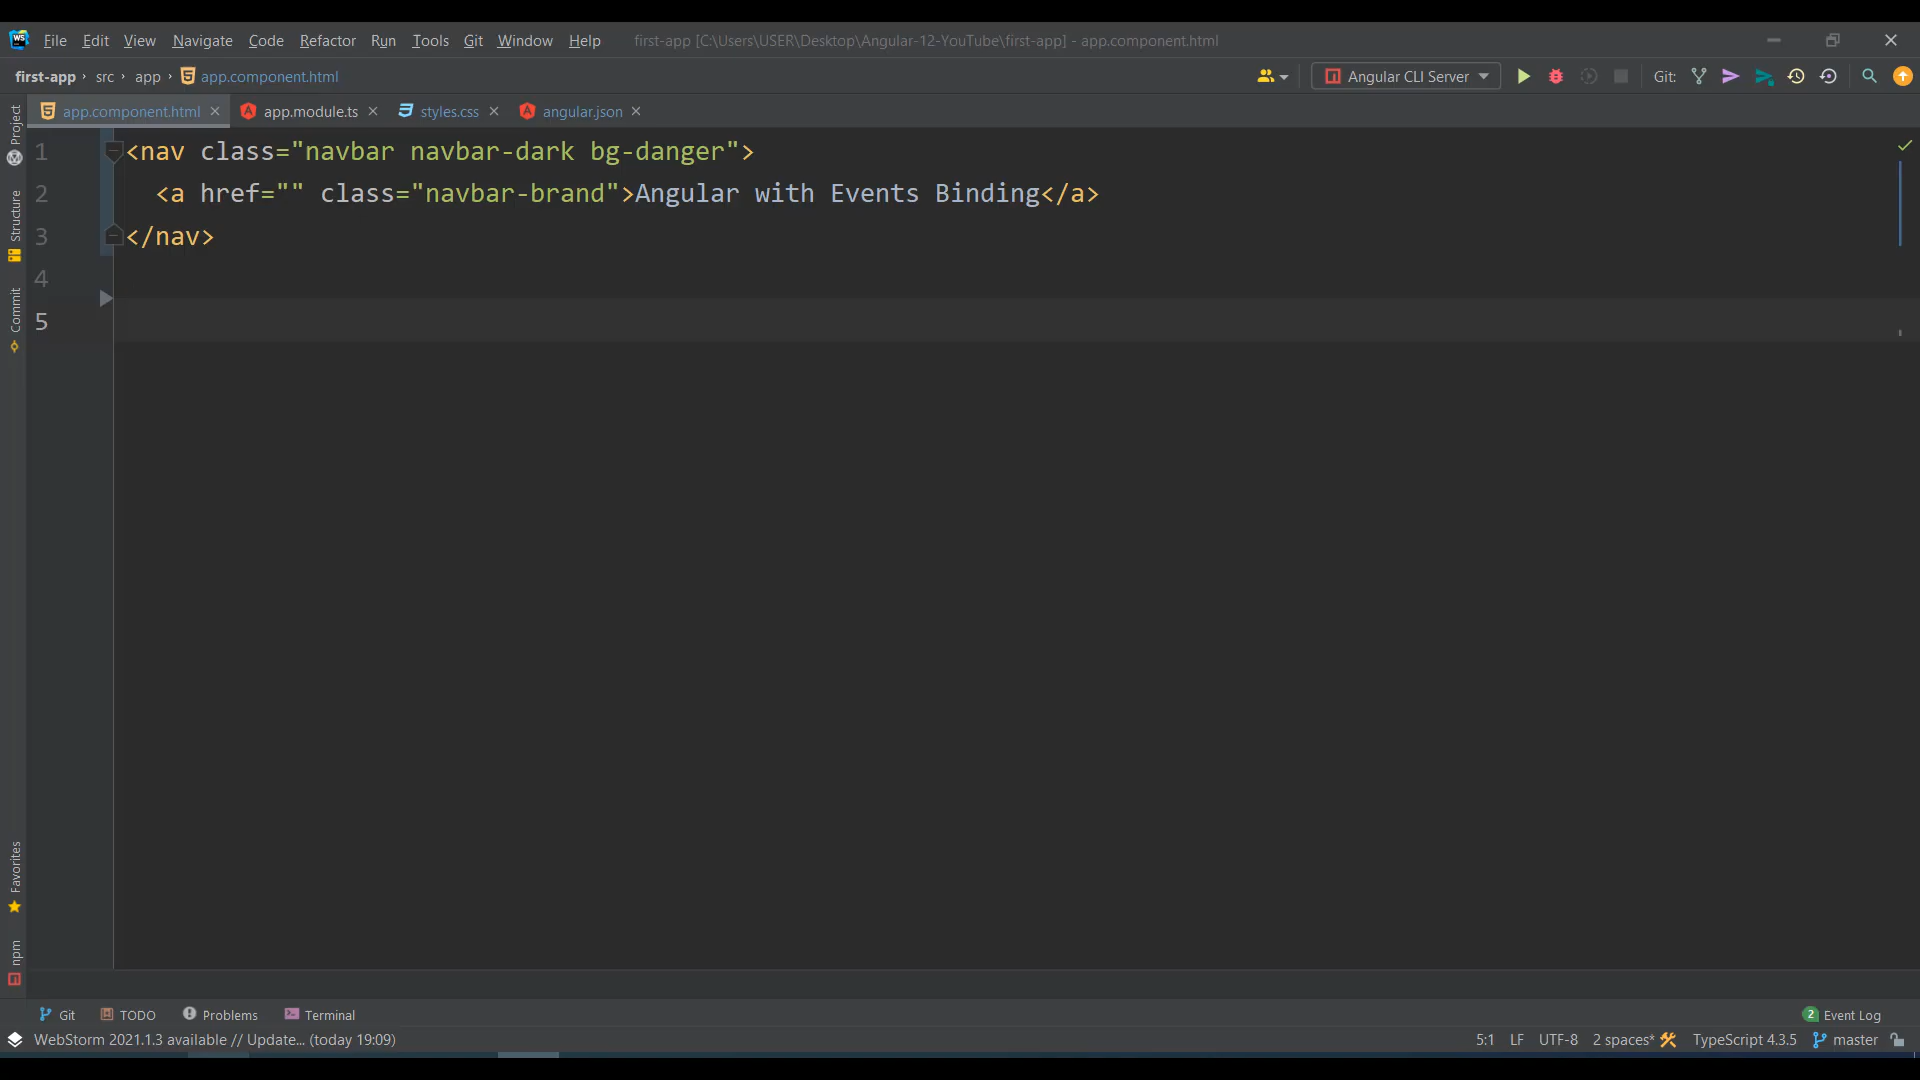 WS File Edit View Navigate Code Refactor Run Tools Git Window Help first-app [C:\Users\USER\Desktop\Angular-12-YouTube\first-app] - app.component.html
first-app › src › app › app.component.html Angular CLI Server Git:
app.component.html app.module.ts styles.css angular.json
1 <nav class="navbar navbar-dark bg-danger">
2 <a href="" class="navbar-brand">Angular with Events Binding</a>
3 </nav>
4
5
Project
Structure
Commit
Favorites
npm
Git TODO Problems Terminal 2 Event Log
WebStorm 2021.1.3 available // Update... (today 19:09) 5:1 LF UTF-8 2 spaces* TypeScript 4.3.5 master